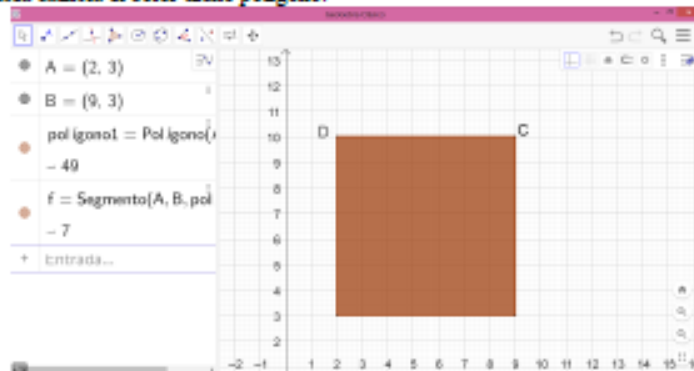 GeoGebra Clásico
A = (2, 3)
B = (9, 3)
polígono1 = Polígono(
→ 49
f = Segmento(A, B, pol
→ 7
+ Entrada...
D
C
13
12
11
10
9
8
7
6
5
4
3
2
-2 -1 1 2 3 4 5 6 7 8 9 10 11 12 13 14 15